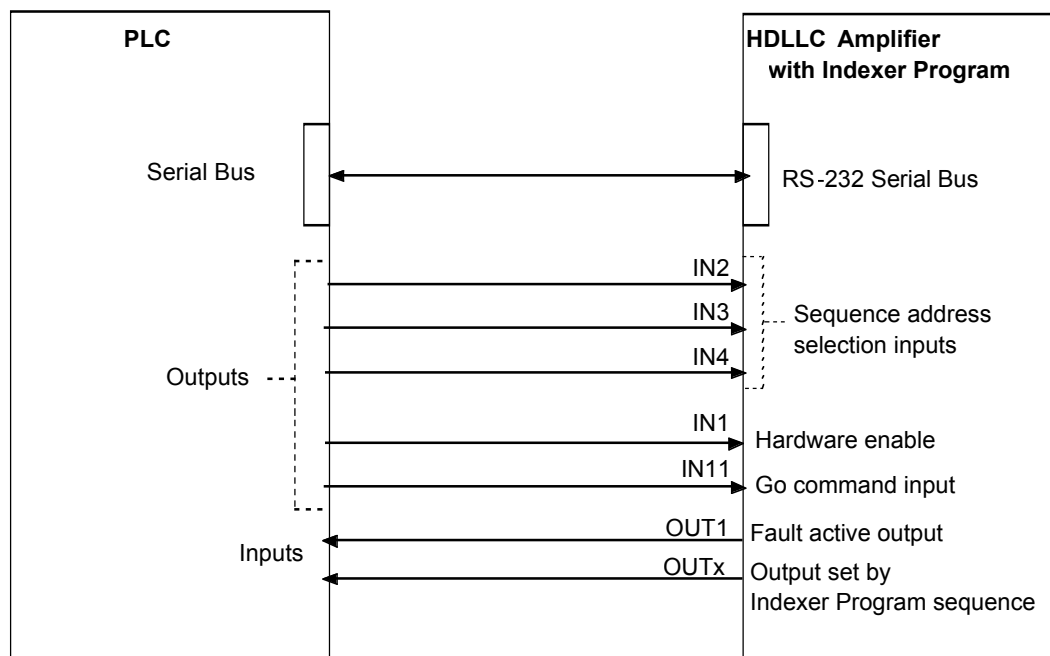 PLC
HDLLC Amplifier
with Indexer Program
Serial Bus
RS-232 Serial Bus
IN2
IN3
Sequence address
selection inputs
IN4
Outputs
IN1
Hardware enable
IN11
Go command input
OUT1
Fault active output
Inputs
OUTx
Output set by
Indexer Program sequence